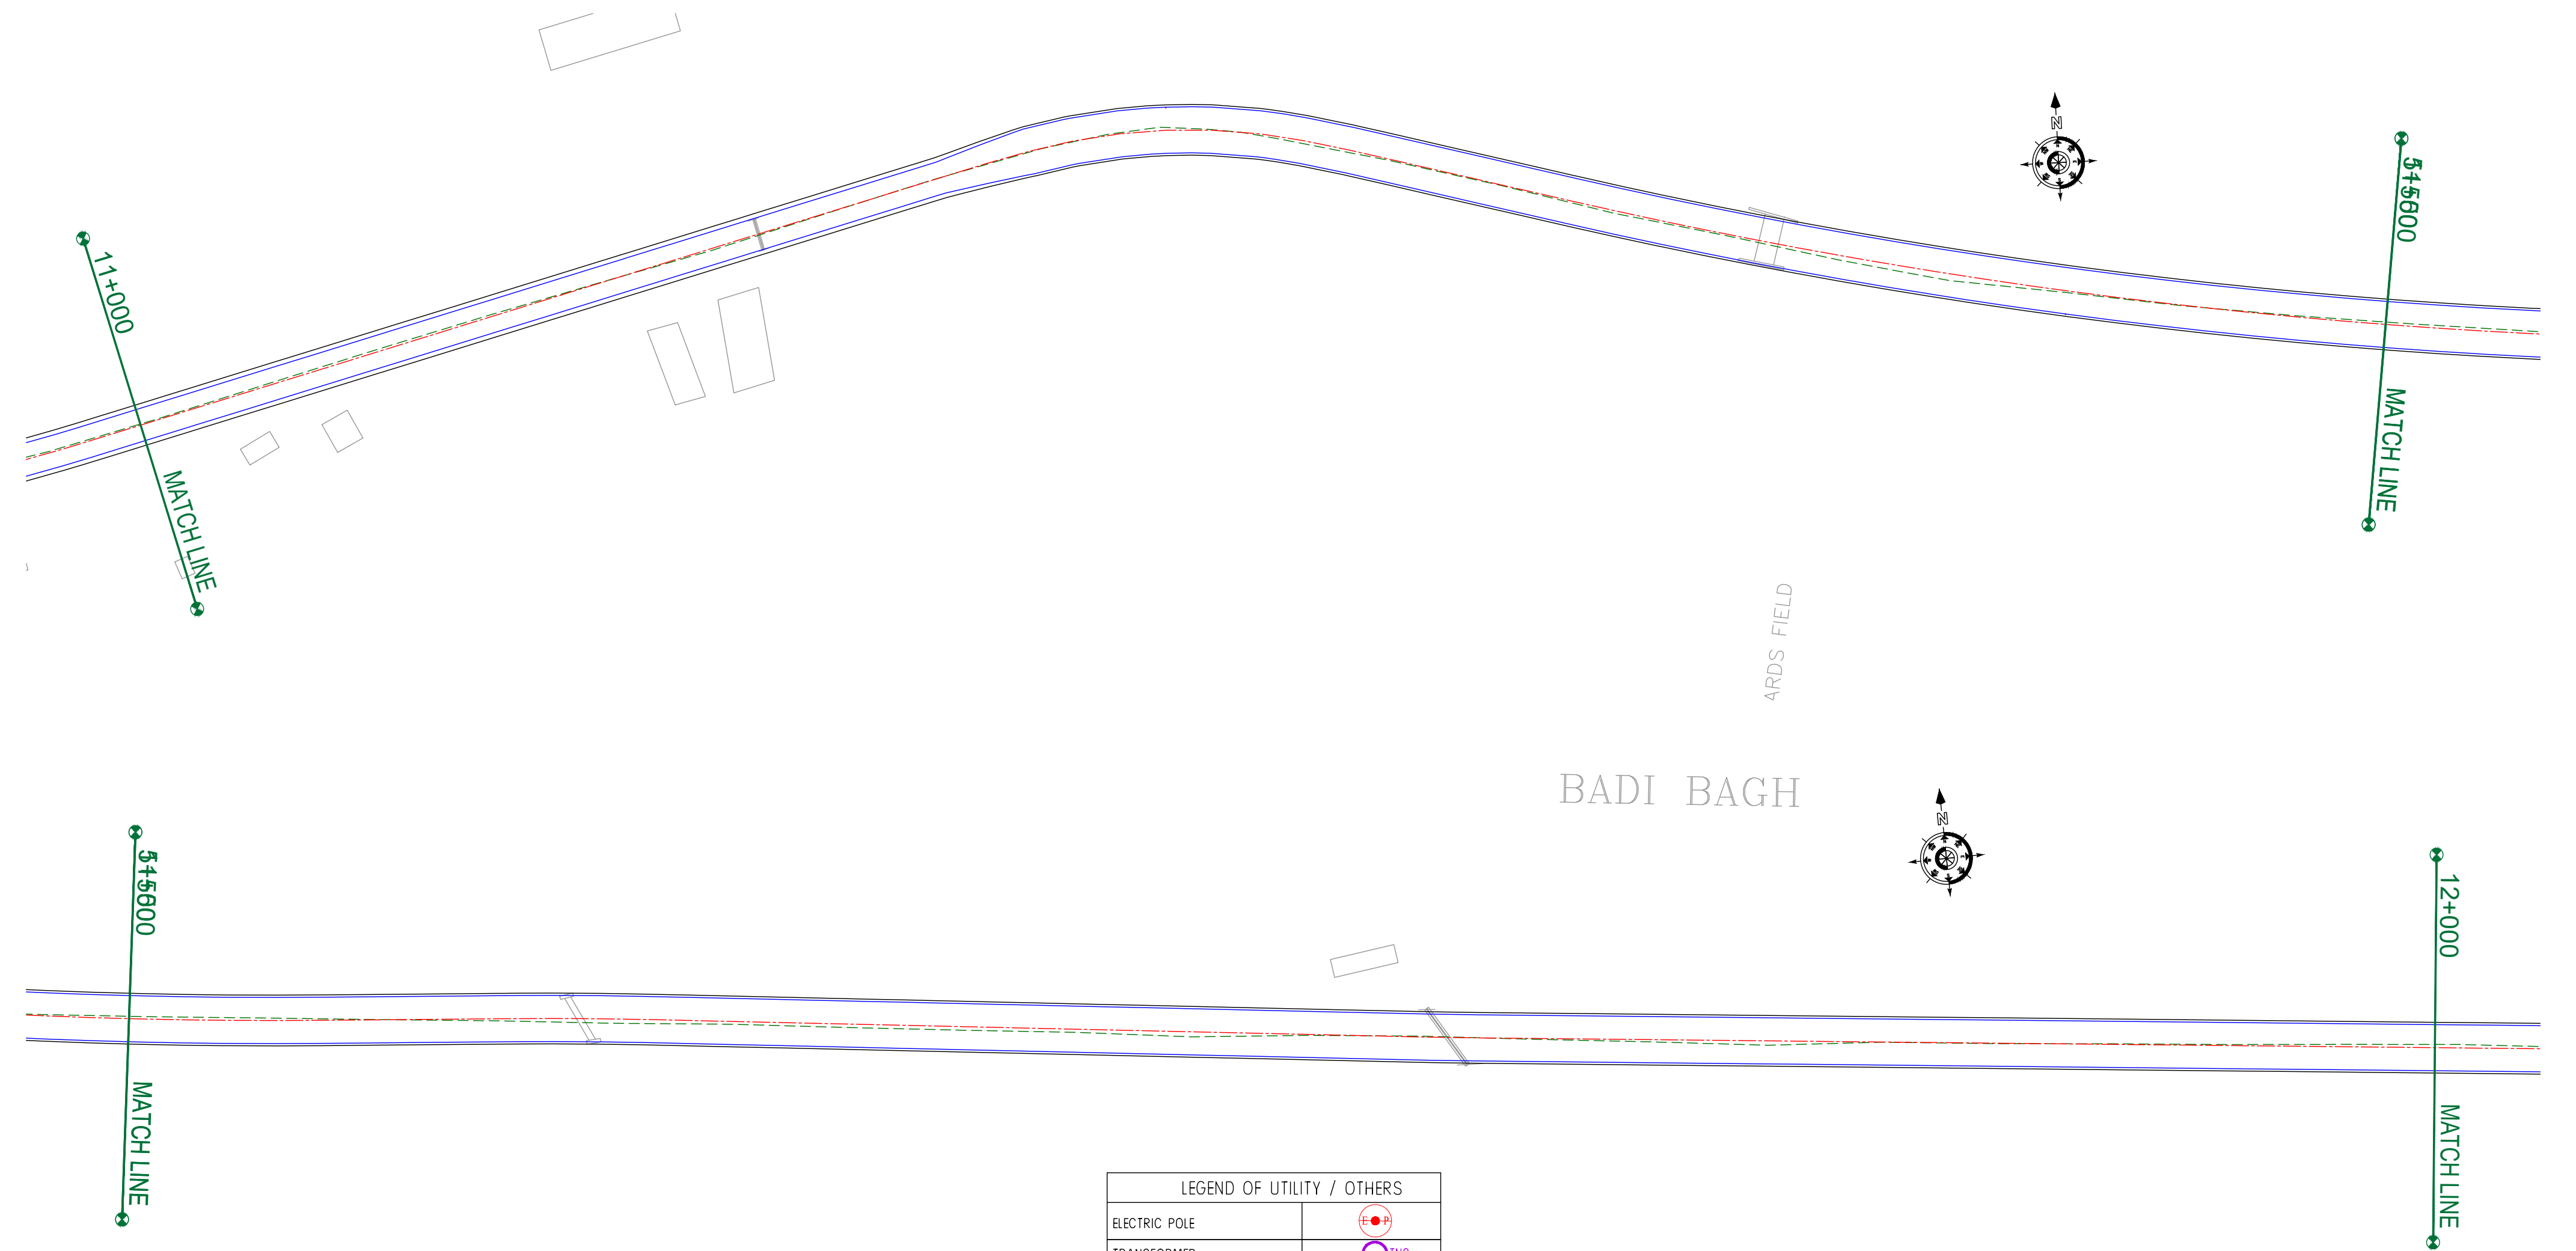 N
11+000
MATCH LINE
MATCH LINE
ARDS FIELD
BADI BAGH
N
12+000
MATCH LINE
MATCH LINE
LEGEND OF UTILITY / OTHERS
ELECTRIC POLE
E P